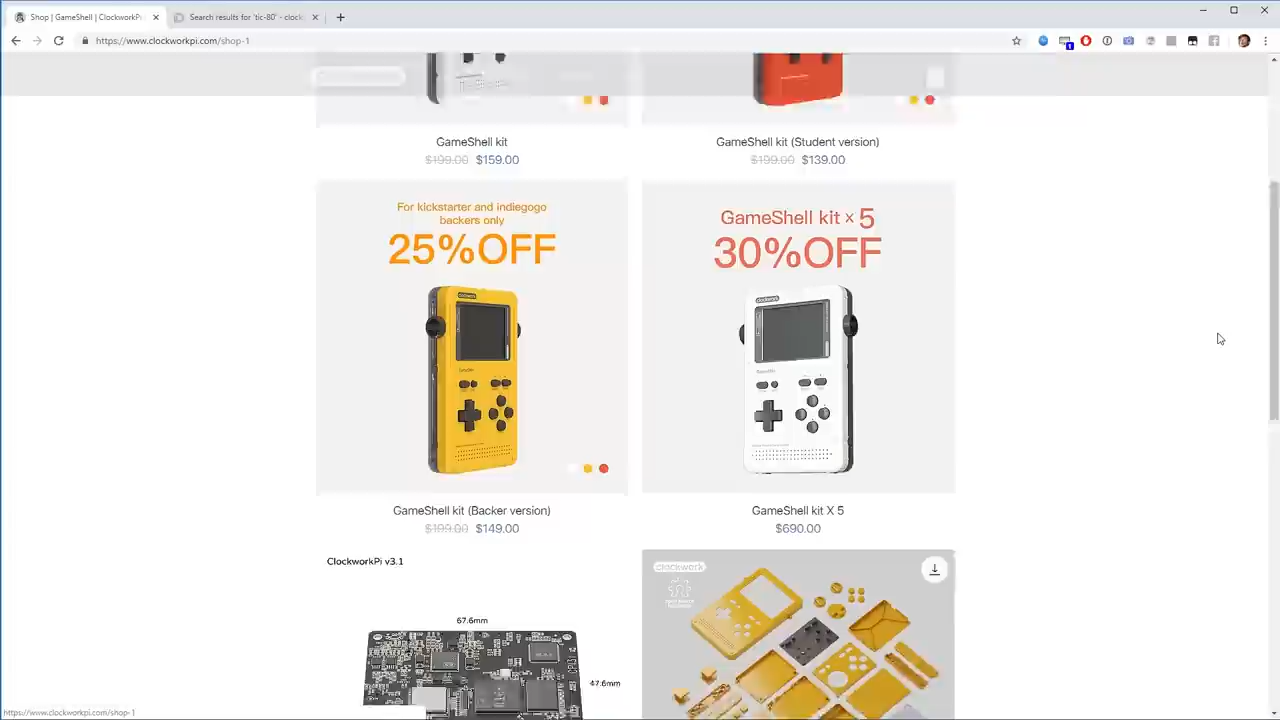 Shop | GameShell | ClockworkPi
Search results for 'tic-80' - clock
https://www.clockworkpi.com/shop-1
1
GameShell kit
$199.00 $159.00
GameShell kit (Student version)
$199.00 $139.00
For kickstarter and indiegogo
backers only
25%OFF
clockwork
GameShell kit × 5
30%OFF
clockwork
GameShell kit (Backer version)
$199.00 $149.00
GameShell kit X 5
$690.00
ClockworkPi v3.1
67.6mm
47.6mm
clockwork
https://www.clockworkpi.com/shop-1